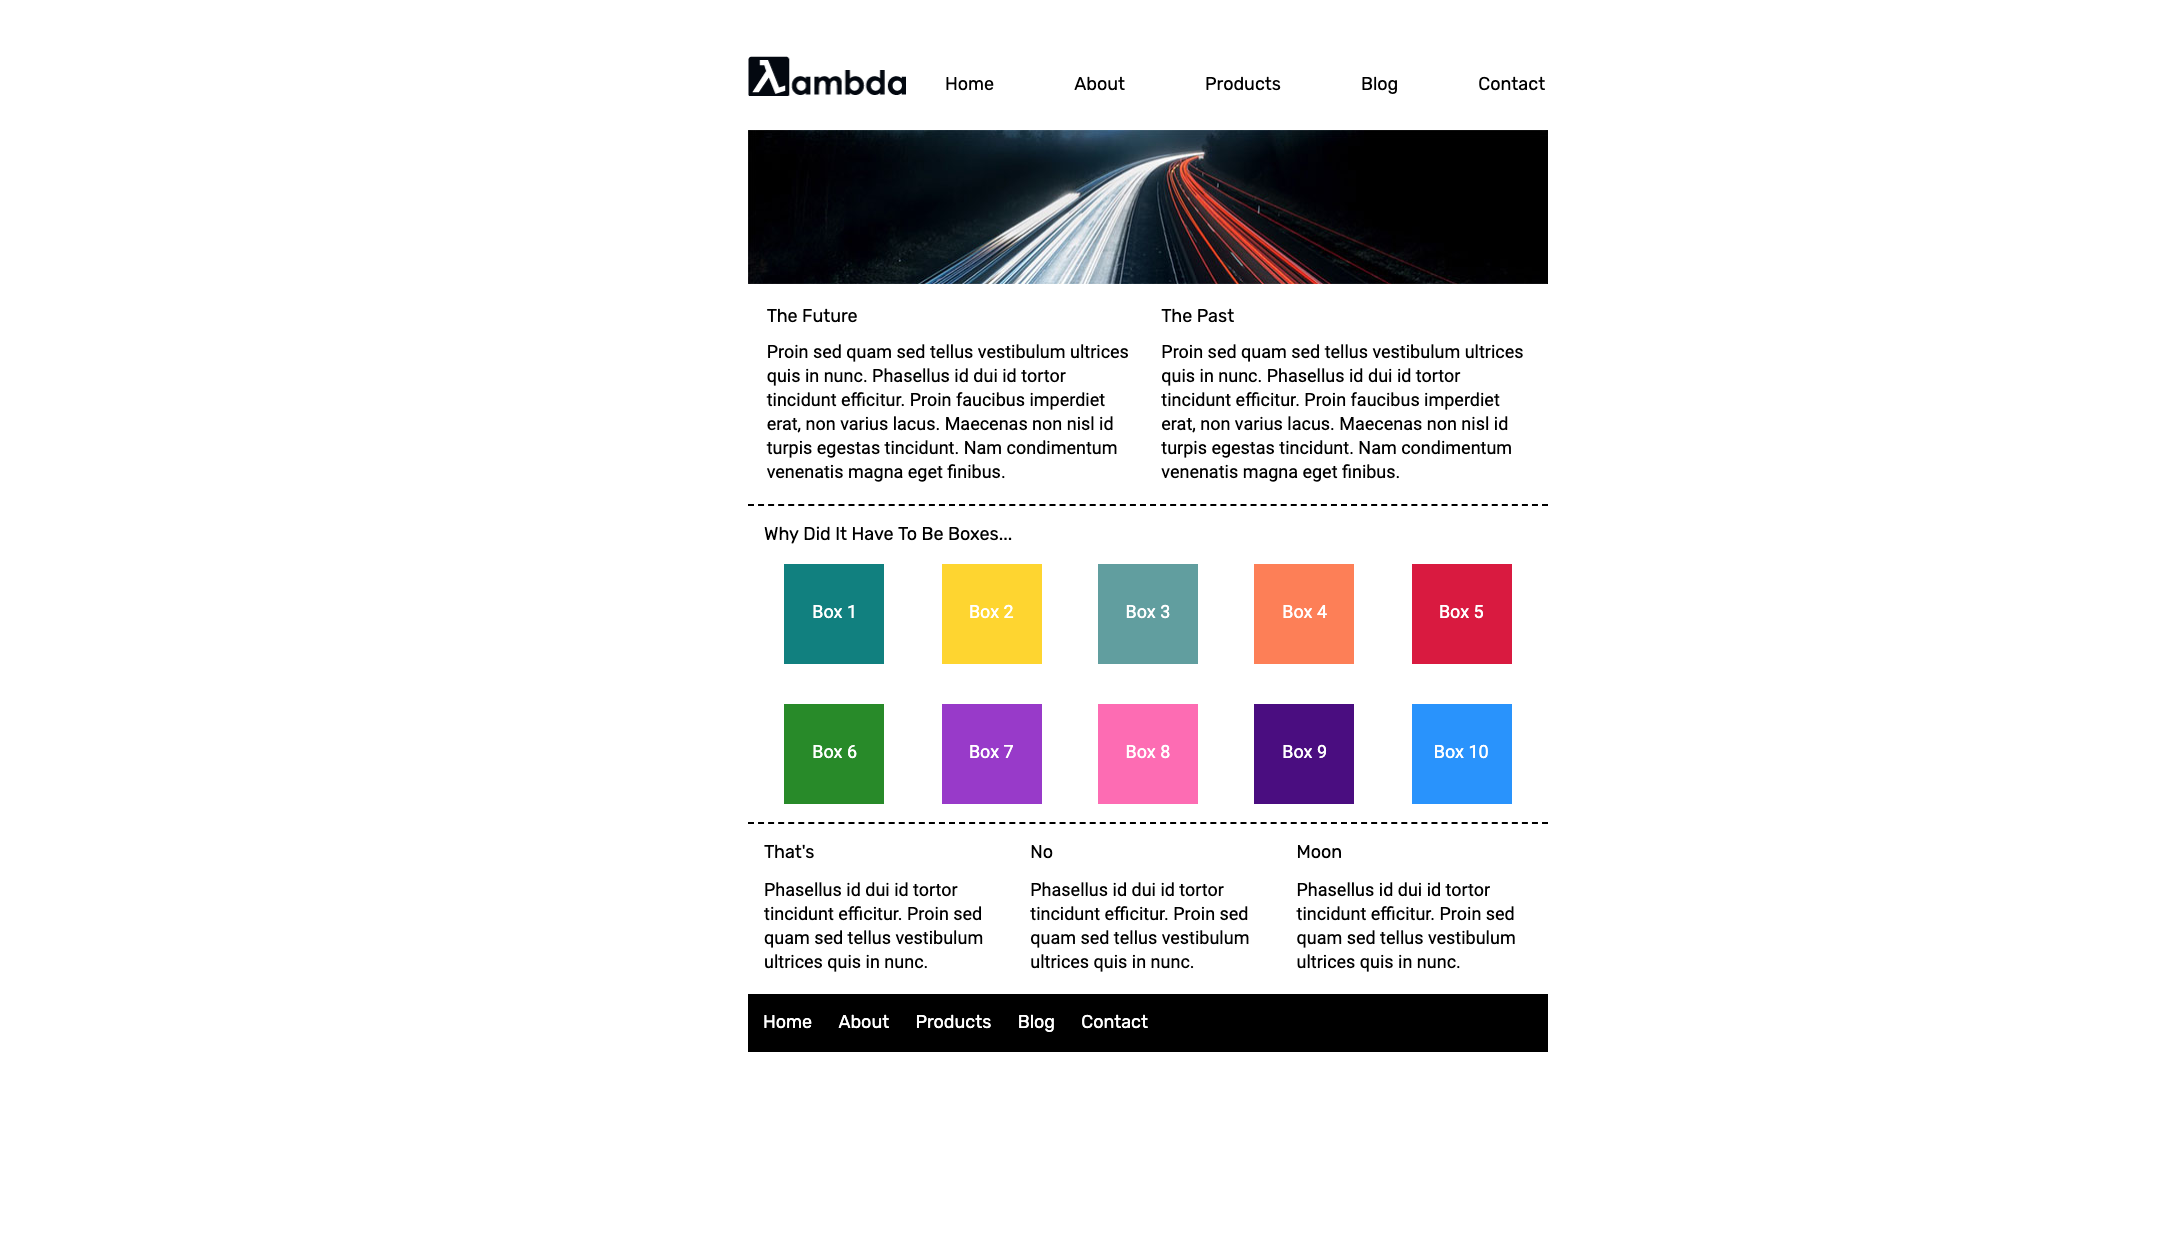 λambda
Home About Products Blog Contact
The Future
Proin sed quam sed tellus vestibulum ultrices
quis in nunc. Phasellus id dui id tortor
tincidunt efficitur. Proin faucibus imperdiet
erat, non varius lacus. Maecenas non nisl id
turpis egestas tincidunt. Nam condimentum
venenatis magna eget finibus.
The Past
Proin sed quam sed tellus vestibulum ultrices
quis in nunc. Phasellus id dui id tortor
tincidunt efficitur. Proin faucibus imperdiet
erat, non varius lacus. Maecenas non nisl id
turpis egestas tincidunt. Nam condimentum
venenatis magna eget finibus.
Why Did It Have To Be Boxes...
Box 1 Box 2 Box 3 Box 4 Box 5
Box 6 Box 7 Box 8 Box 9 Box 10
That's
Phasellus id dui id tortor
tincidunt efficitur. Proin sed
quam sed tellus vestibulum
ultrices quis in nunc.
No
Phasellus id dui id tortor
tincidunt efficitur. Proin sed
quam sed tellus vestibulum
ultrices quis in nunc.
Moon
Phasellus id dui id tortor
tincidunt efficitur. Proin sed
quam sed tellus vestibulum
ultrices quis in nunc.
Home About Products Blog Contact